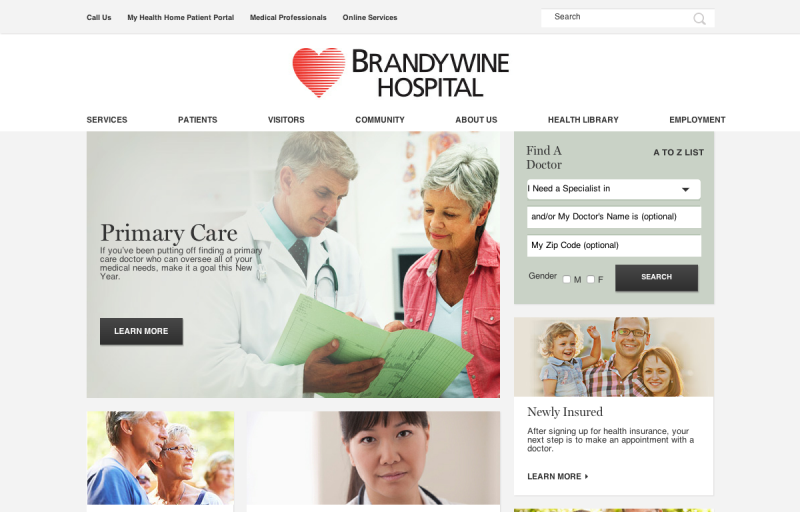 Call Us
My Health Home Patient Portal
Medical Professionals
Online Services
Search
BRANDYWINE
HOSPITAL
SERVICES
PATIENTS
VISITORS
COMMUNITY
ABOUT US
HEALTH LIBRARY
EMPLOYMENT
Primary Care
If you've been putting off finding a primary
care doctor who can oversee all of your
medical needs, make it a goal this New
Year.
LEARN MORE
Find A
Doctor
A TO Z LIST
I Need a Specialist in
and/or My Doctor's Name is (optional)
My Zip Code (optional)
Gender
M
F
SEARCH
Newly Insured
After signing up for health insurance, your
next step is to make an appointment with a
doctor.
LEARN MORE